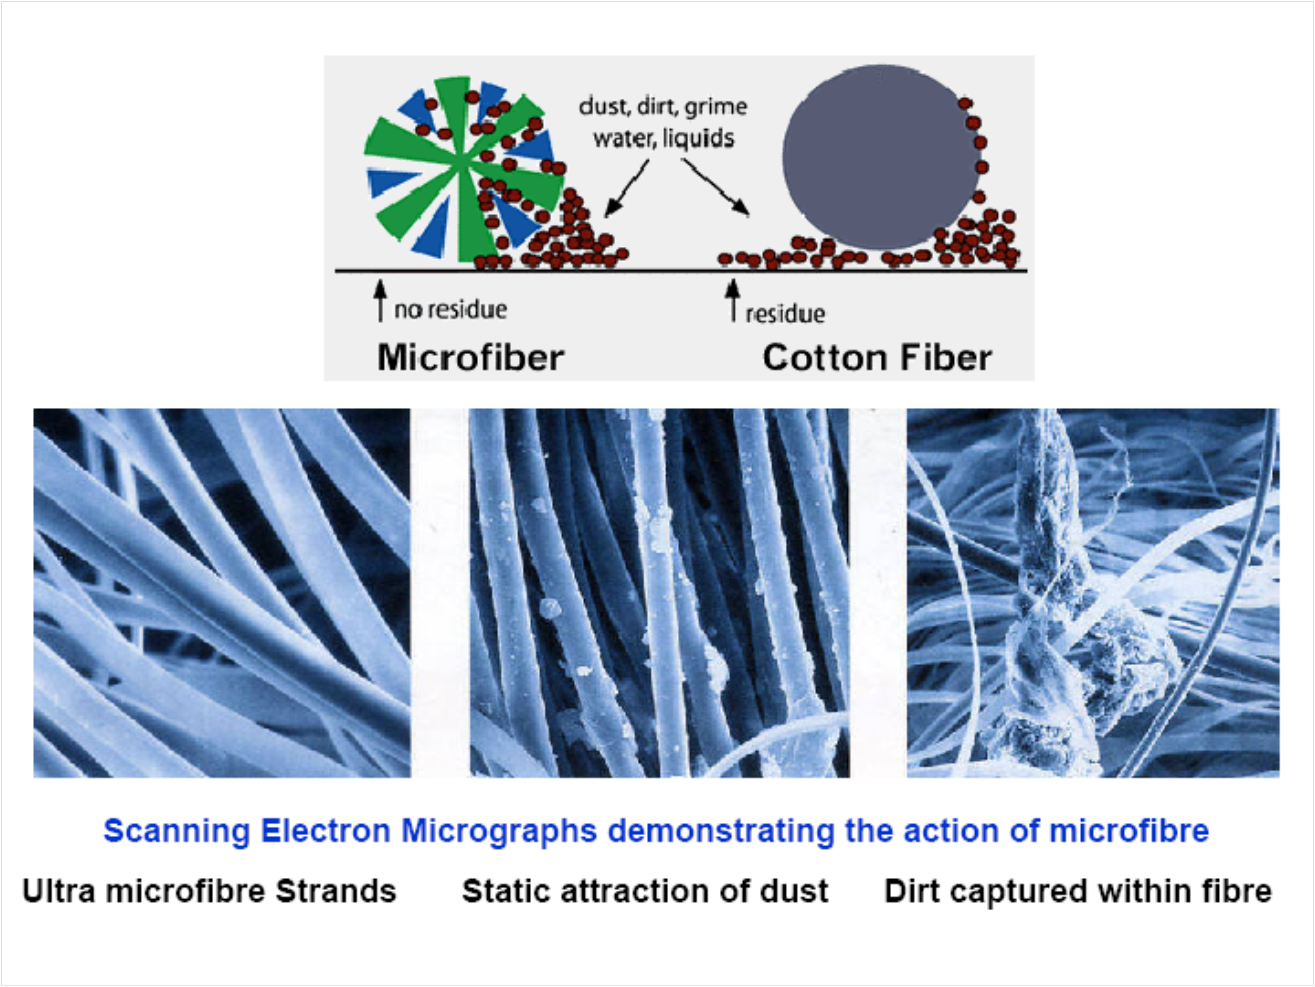 dust, dirt, grime
water, liquids
no residue
residue
Microfiber
Cotton Fiber
Scanning Electron Micrographs demonstrating the action of microfibre
Ultra microfibre Strands
Static attraction of dust
Dirt captured within fibre